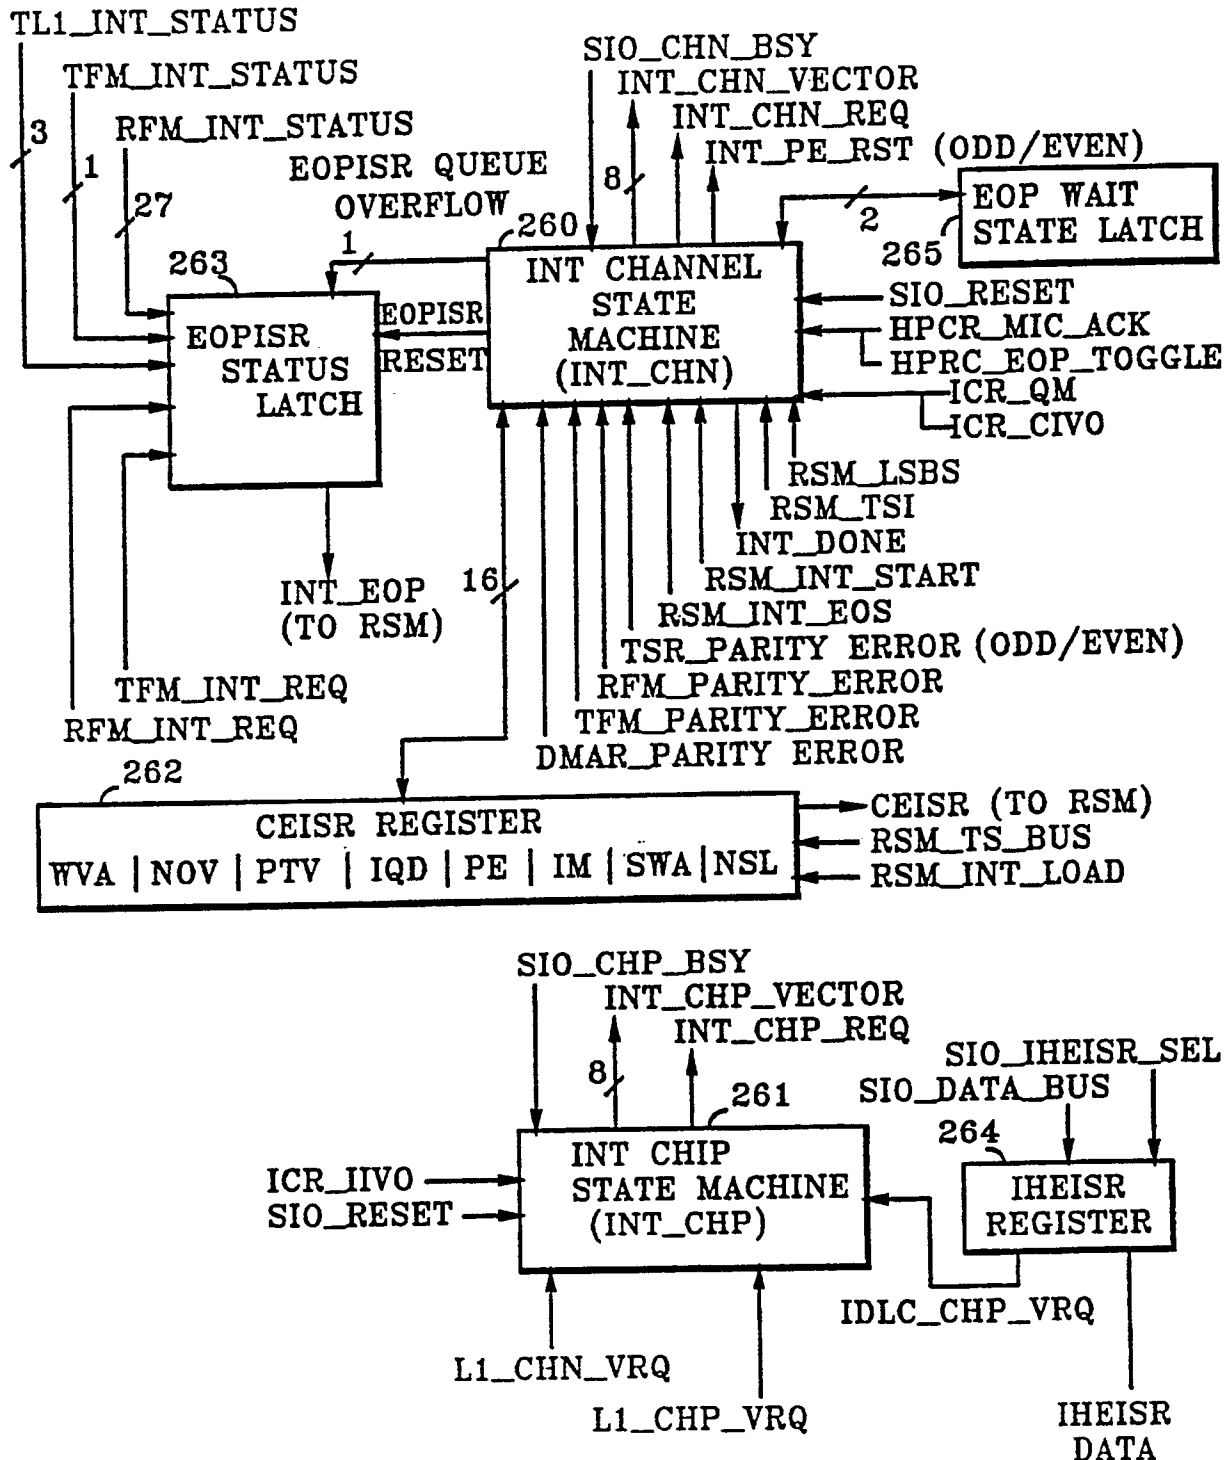 TL1_INT_STATUS
TFM_INT_STATUS
RFM_INT_STATUS
3
1
27
EOPISR QUEUE
OVERFLOW
1
SIO_CHN_BSY
INT_CHN_VECTOR
INT_CHN_REQ
INT_PE_RST (ODD/EVEN)
8
2
EOP WAIT
STATE LATCH
265
260
INT CHANNEL
STATE
MACHINE
(INT_CHN)
263
EOPISR
STATUS
LATCH
EOPISR
RESET
SIO_RESET
HPCR_MIC_ACK
HPRC_EOP_TOGGLE
ICR_QM
ICR_CIVO
RSM_LSBS
RSM_TSI
INT_DONE
RSM_INT_START
RSM_INT_EOS
TSR_PARITY ERROR (ODD/EVEN)
RFM_PARITY_ERROR
TFM_PARITY_ERROR
DMAR_PARITY ERROR
16
INT_EOP
(TO RSM)
TFM_INT_REQ
RFM_INT_REQ
262
CEISR REGISTER
WVA | NOV | PTV | IQD | PE | IM | SWA | NSL
CEISR (TO RSM)
RSM_TS_BUS
RSM_INT_LOAD
SIO_CHP_BSY
INT_CHP_VECTOR
INT_CHP_REQ
8
261
INT CHIP
STATE MACHINE
(INT_CHP)
ICR_IIVO
SIO_RESET
SIO_IHEISR_SEL
SIO_DATA_BUS
264
IHEISR
REGISTER
IDLC_CHP_VRQ
L1_CHN_VRQ
L1_CHP_VRQ
IHEISR
DATA